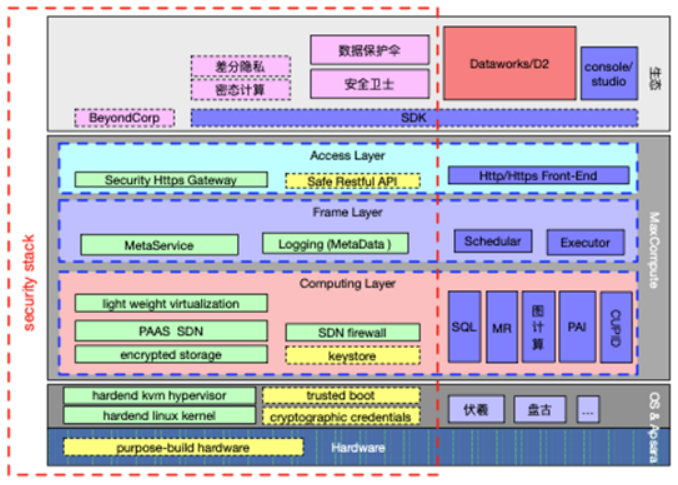 差分隐私
密态计算
数据保护伞
安全卫士
Dataworks/D2
console/
studio
生态
BeyondCorp
SDK
Access Layer
Security Https Gateway
Safe Restful API
Http/Https Front-End
Frame Layer
MetaService
Logging (MetaData )
Schedular
Executor
MaxCompute
security stack
Computing Layer
light weight virtualization
PAAS SDN
encrypted storage
SDN firewall
keystore
SQL
MR
图
计
算
PAI
CUPID
hardend kvm hypervisor
hardend linux kernel
trusted boot
cryptographic credentials
伏羲
盘古
...
OS & Apsara
purpose-build hardware
Hardware